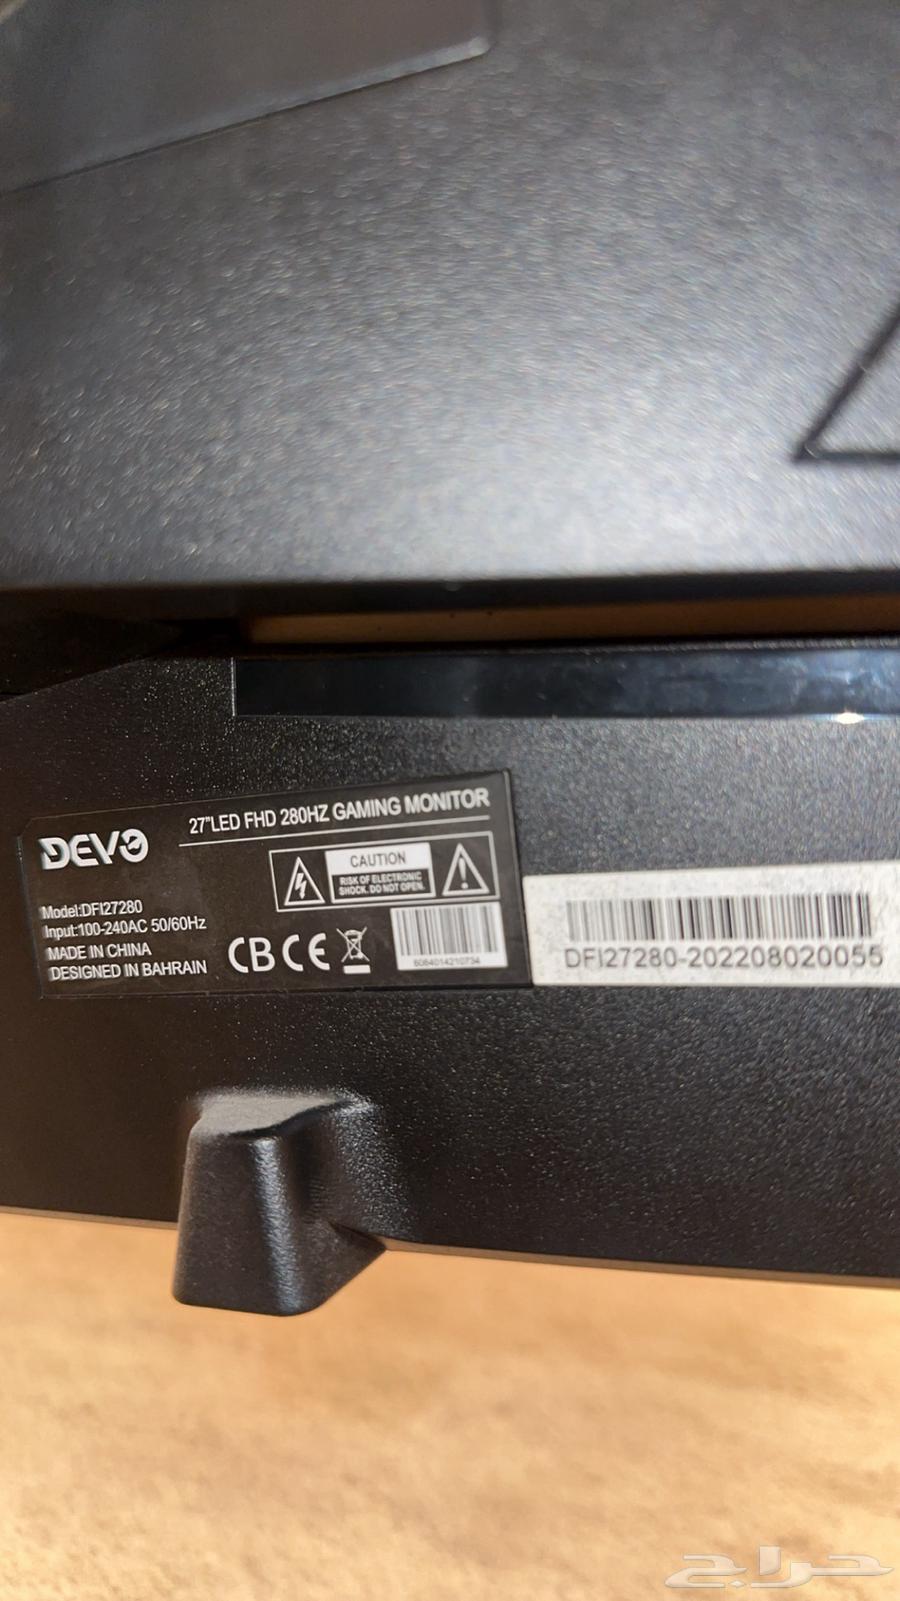 DEVO
27"LED FHD 280HZ GAMING MONITOR
CAUTION
RISK OF ELECTRONIC
SHOCK. DO NOT OPEN.
Model:DFI27280
Input:100-240AC 50/60Hz
MADE IN CHINA
DESIGNED IN BAHRAIN
CB CE
6084014210734
DFI27280-202208020055
حراج